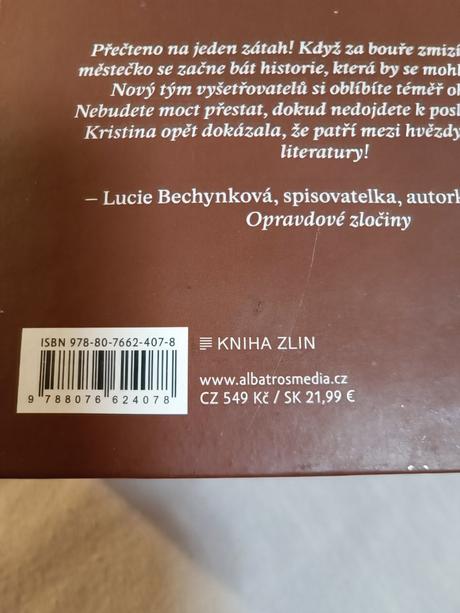 Přečteno na jeden zátah! Když za bouře zmizí
městečko se začne bát historie, která by se mohl
Nový tým vyšetřovatelů si oblíbíte téměř
Nebudete moct přestat, dokud nedojdete k
Kristina opět dokázala, že patří mezi hvězdy
literatury!
– Lucie Bechynková, spisovatelka,
Opravdové zločiny
ISBN 978-80-7662-407-8
KNIHA ZLIN
www.albatrosmedia.cz
CZ 549 Kč / SK 21,99 €
9 788076 624078